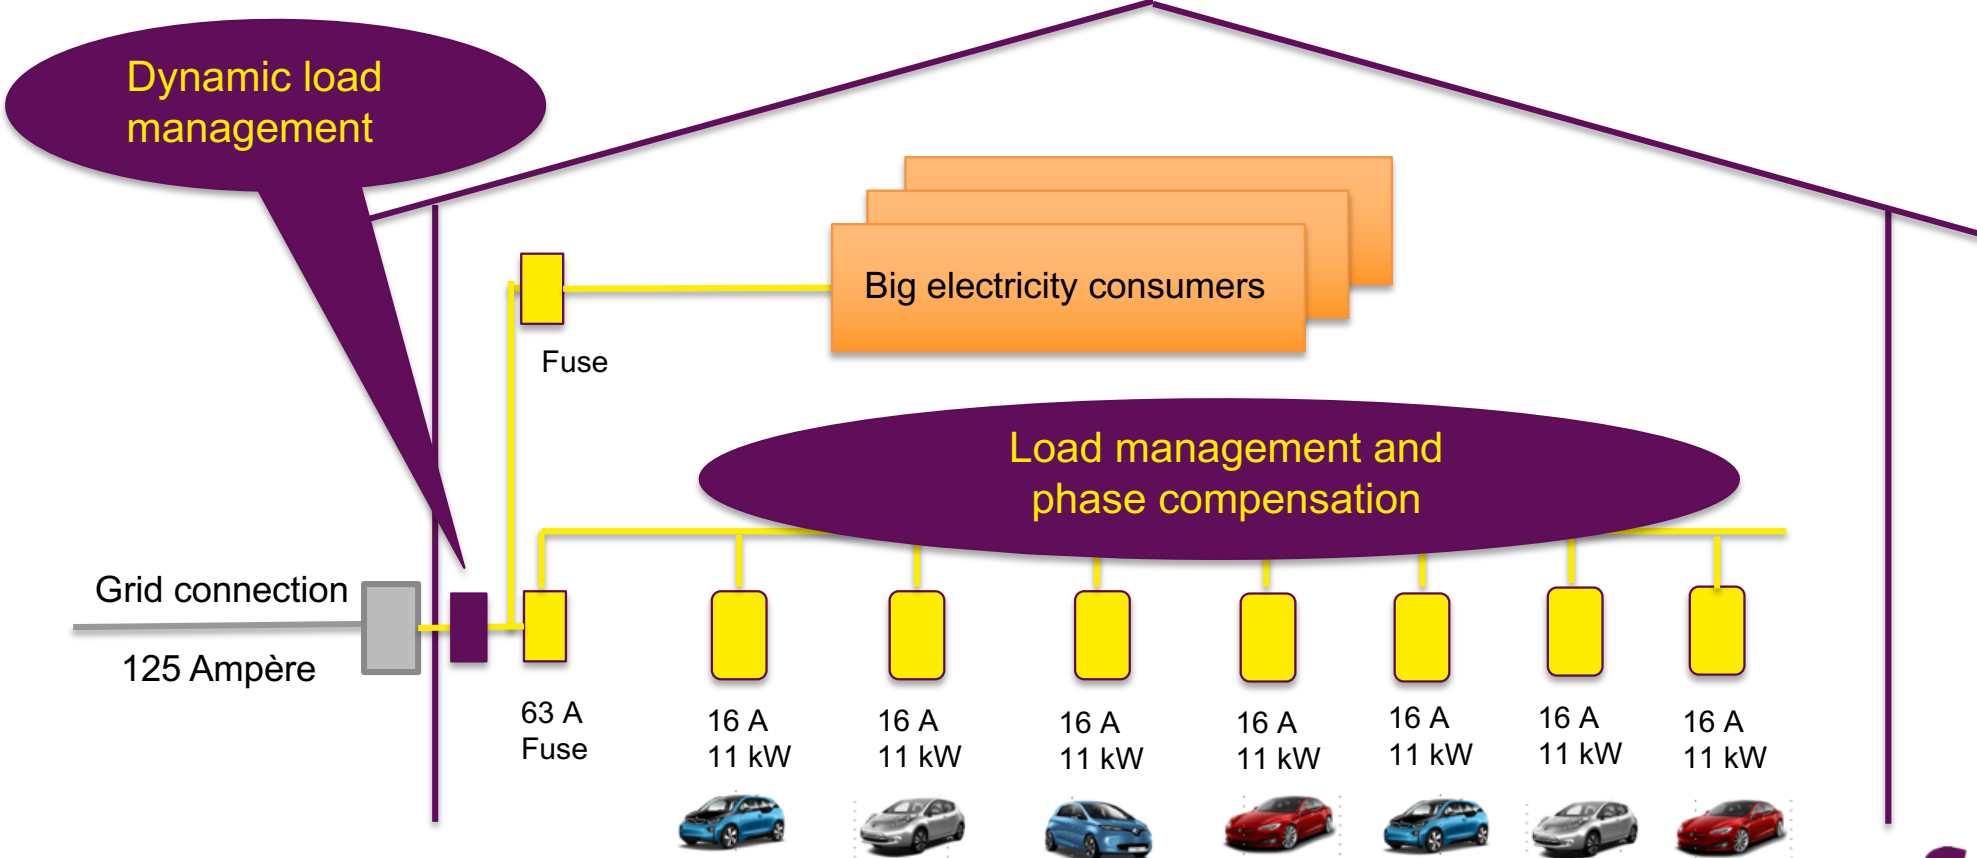 Dynamic load
management
Big electricity consumers
Fuse
Load management and
phase compensation
Grid connection
125 Ampère
63 A
Fuse
16 A
11 kW
16 A
11 kW
16 A
11 kW
16 A
11 kW
16 A
11 kW
16 A
11 kW
16 A
11 kW